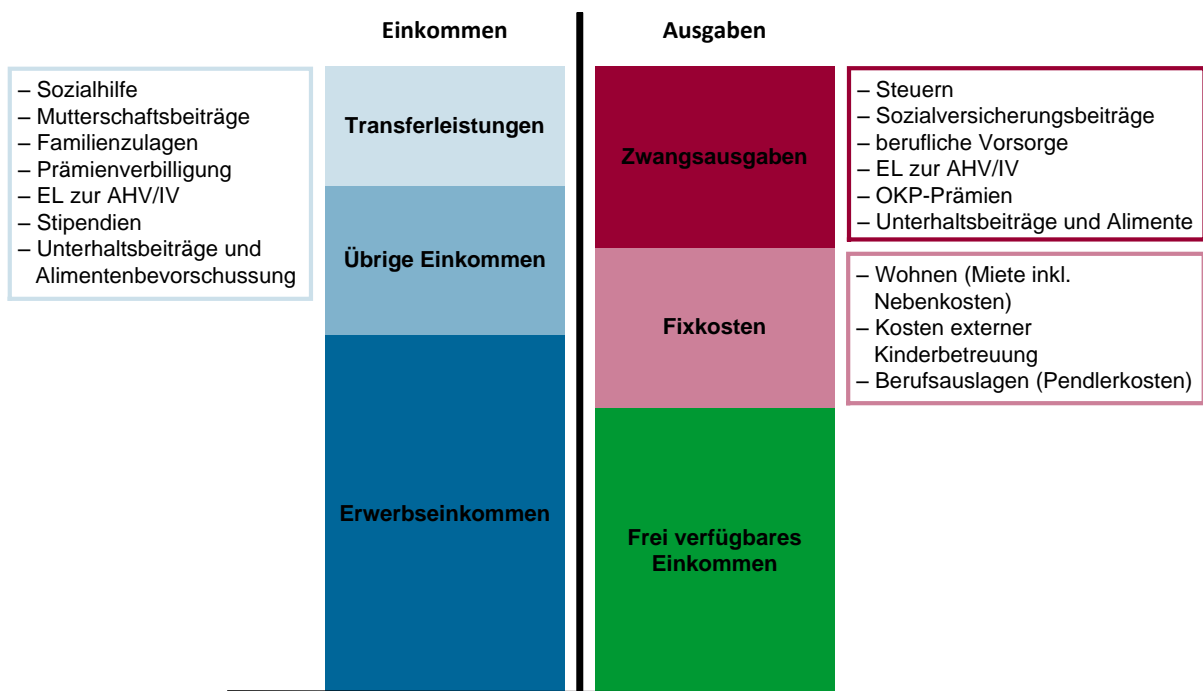 Einkommen
Ausgaben
– Sozialhilfe
– Mutterschaftsbeiträge
– Familienzulagen
– Prämienverbilligung
– EL zur AHV/IV
– Stipendien
– Unterhaltsbeiträge und
Alimentenbevorschussung
Transferleistungen
Übrige Einkommen
Erwerbseinkommen
Zwangsausgaben
Fixkosten
Frei verfügbares
Einkommen
– Steuern
– Sozialversicherungsbeiträge
– berufliche Vorsorge
– EL zur AHV/IV
– OKP-Prämien
– Unterhaltsbeiträge und Alimente
– Wohnen (Miete inkl.
Nebenkosten)
– Kosten externer
Kinderbetreuung
– Berufsauslagen (Pendlerkosten)